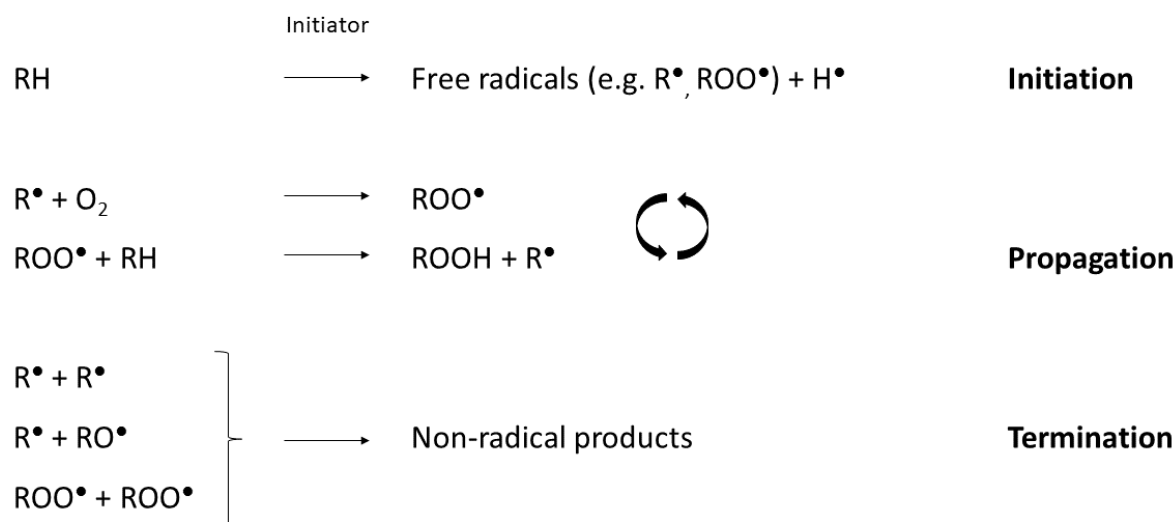 Initiator
RH Free radicals (e.g. R•, ROO•) + H• Initiation
R• + O₂ ROO•
ROO• + RH ROOH + R• Propagation
R• + R•
R• + RO• Non-radical products Termination
ROO• + ROO•